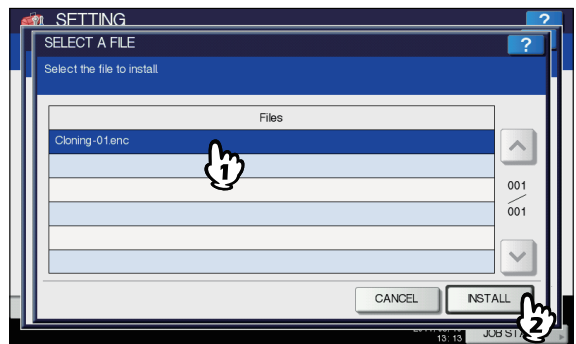 SETTING
?
SELECT A FILE
?
Select the file to install.
Files
Cloning-01.enc
1
001
001
CANCEL
INSTALL
2
13:13
JOB ST